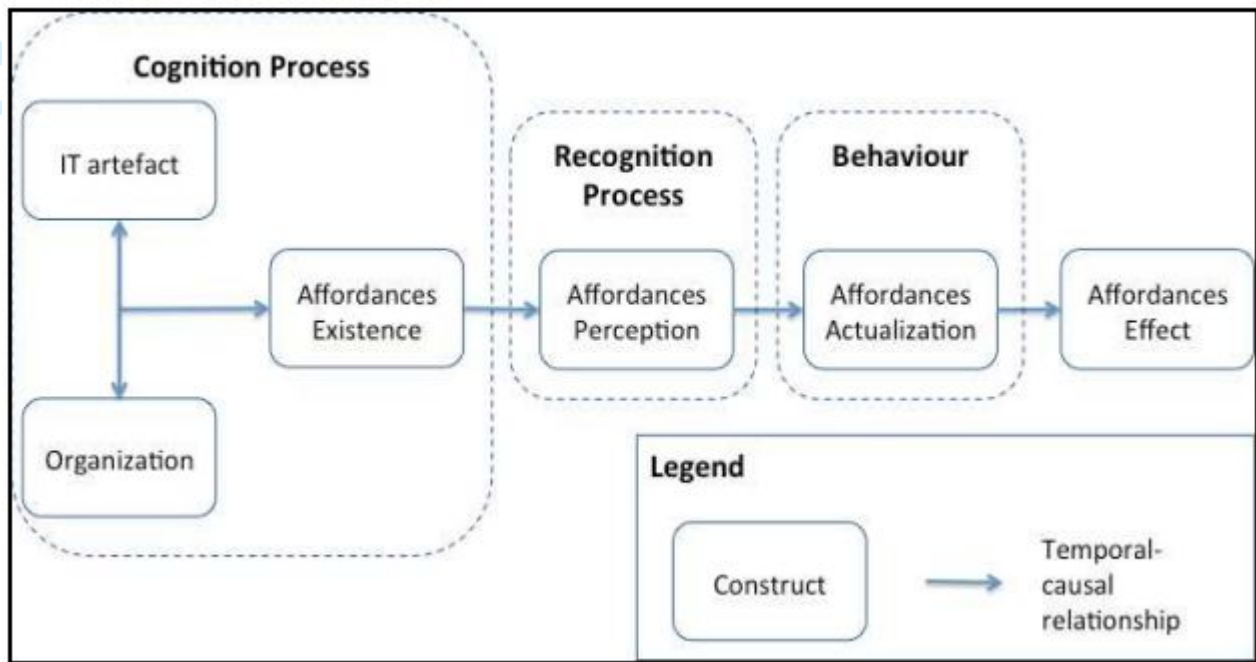 Cognition Process
IT artefact
Organization
Affordances
Existence
Recognition
Process
Affordances
Perception
Behaviour
Affordances
Actualization
Affordances
Effect
Legend
Construct
Temporal-
causal
relationship